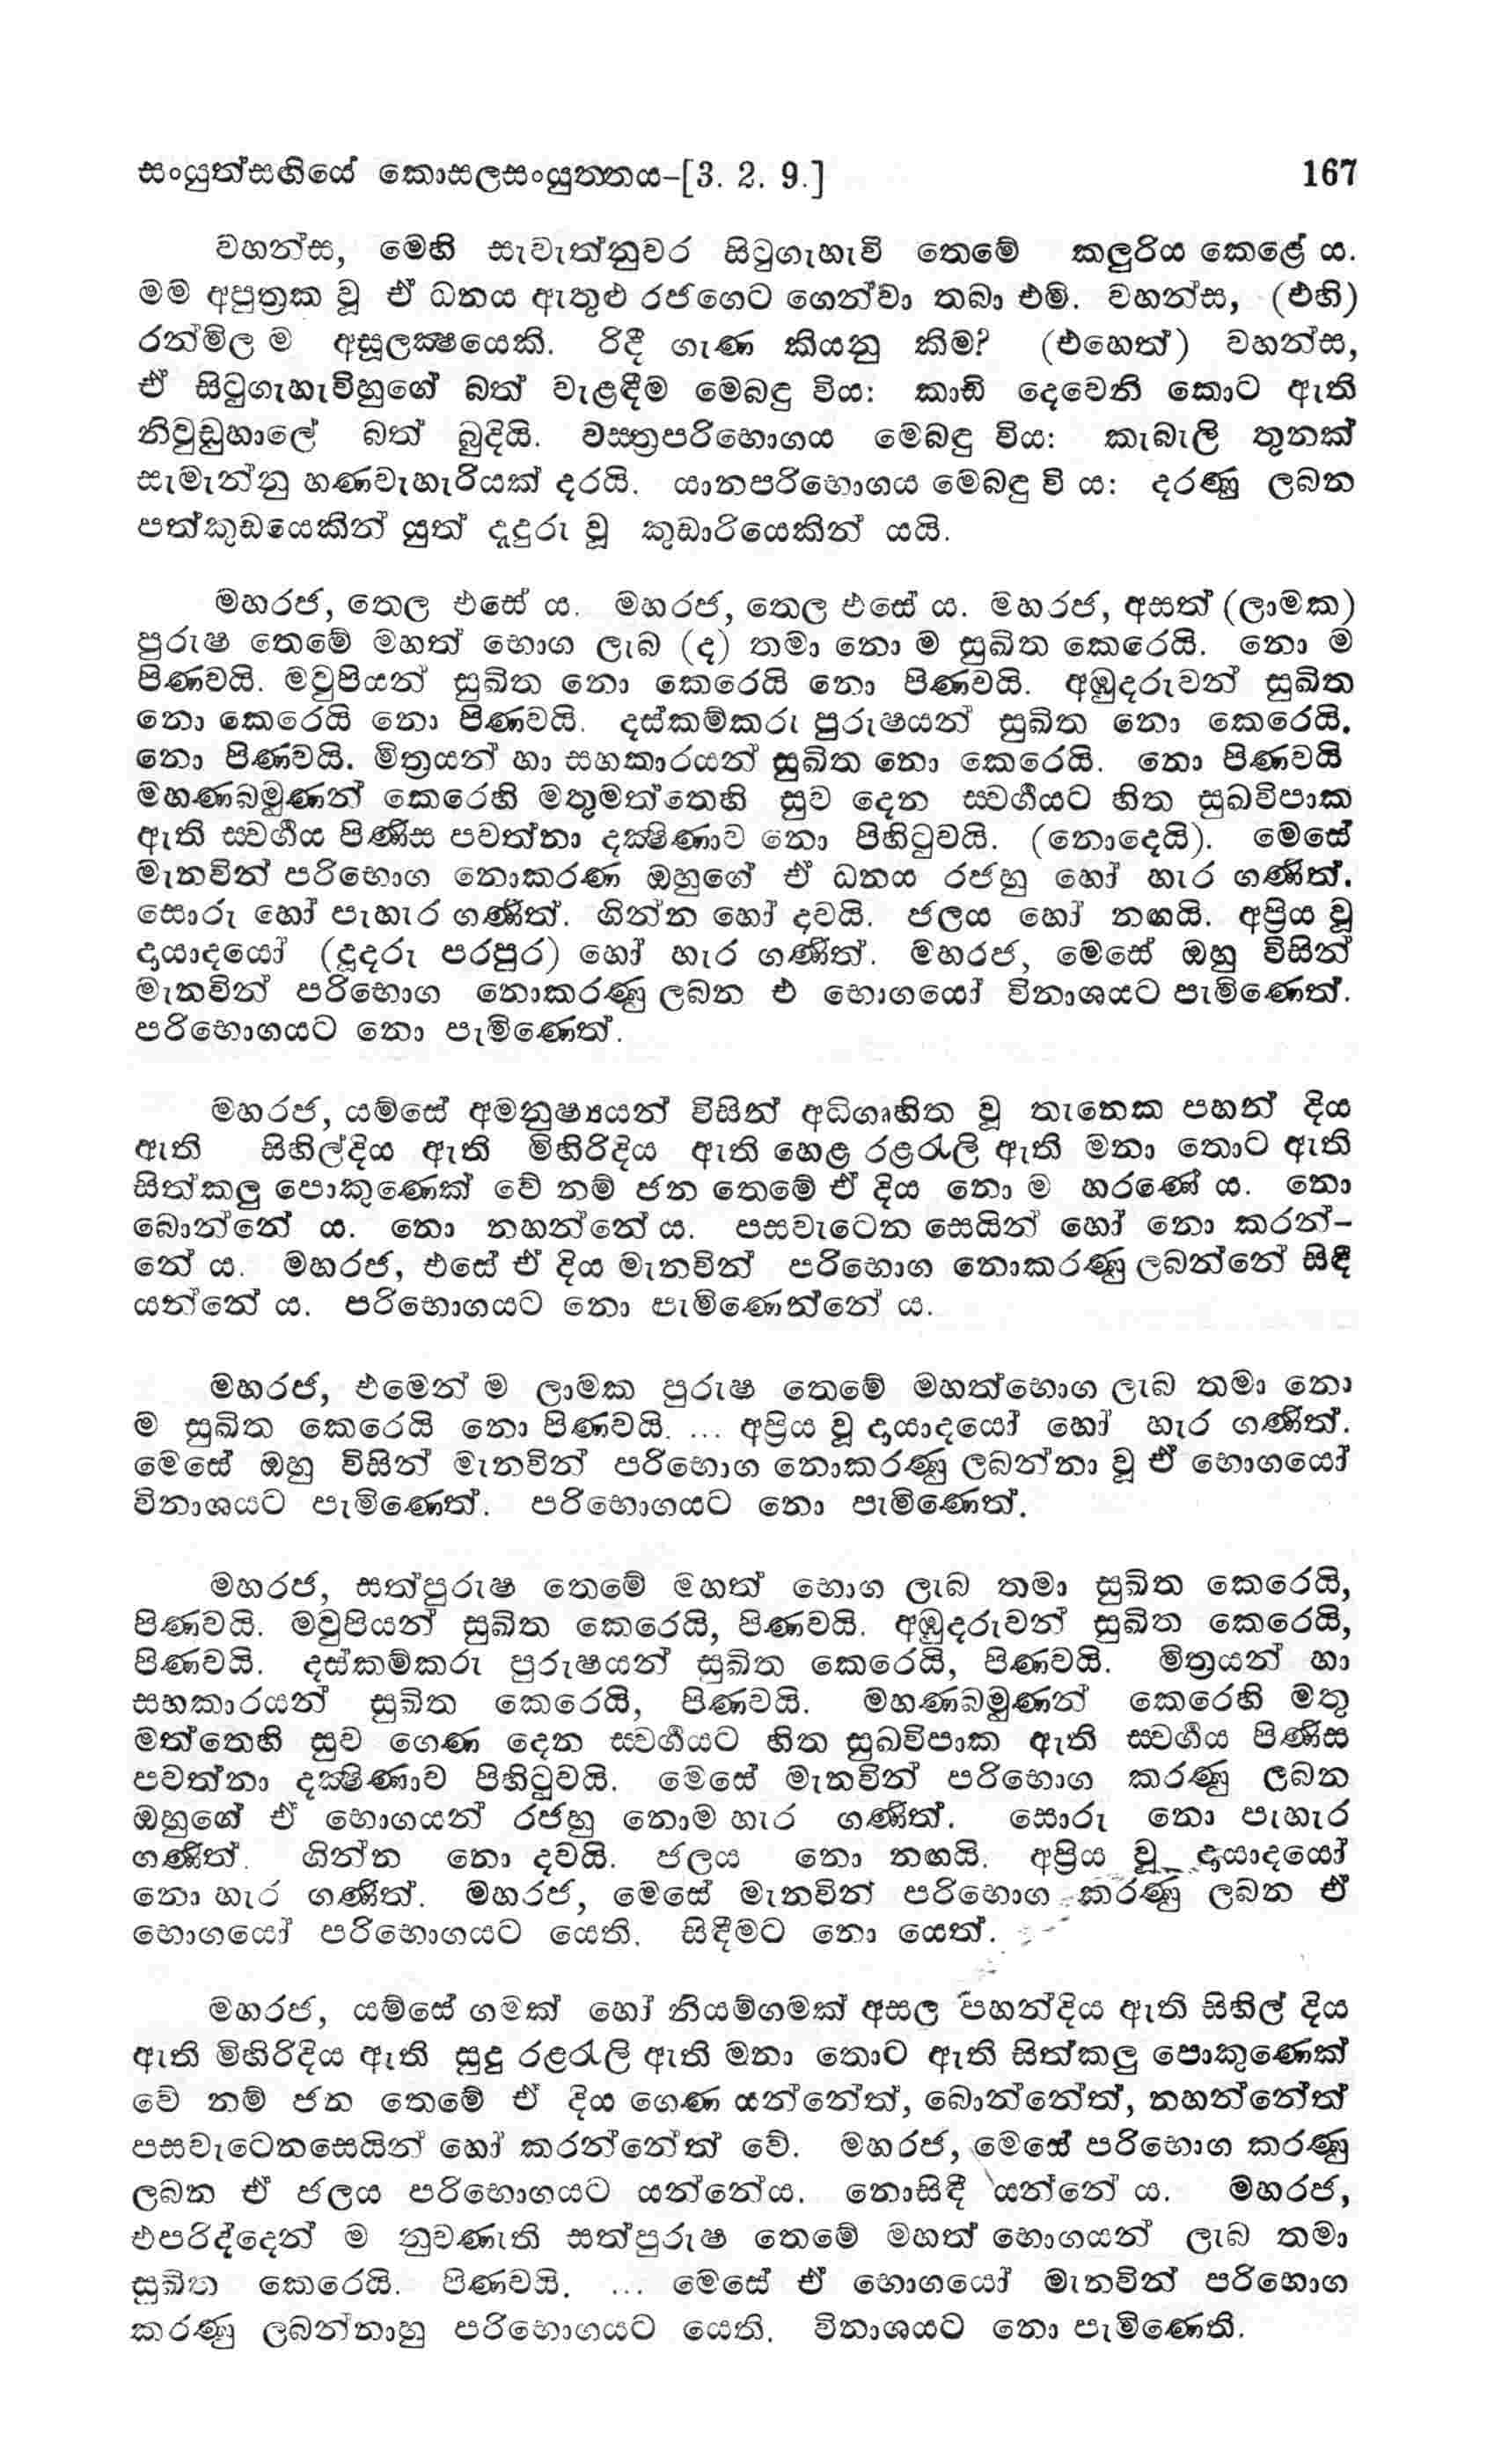 සංයුත්සඟියේ කොසලසංයුත්තය-[3. 2. 9.] 167
වහන්ස, මෙහි සැවැත්නුවර සිටුගැහැවි තෙමේ කලුරිය කෙළේ ය.
මම අපුත්‍රක වූ ඒ ධනය ඇතුළු රජගෙට ගෙන්වා තබා එමි. වහන්ස, (එහි)
රන්මිල ම අසූලක්‍ෂයෙකි. රිදී ගැණ කියනු කිම? (එහෙත්) වහන්ස,
ඒ සිටුගැහැවිහුගේ බත් වැළඳීම මෙබඳු විය: කාඩි දෙවෙනි කොට ඇති
නිවුඩුහාලේ බත් බුදියි. වස්ත්‍රපරිභොගය මෙබඳු විය: කැබැලි තුනක්
සැමැන්නු හණවැහැරියක් දරයි. යානපරිභොගය මෙබඳු වි ය: දරණු ලබන
පත්කුඩයෙකින් යුත් දැදුරු වූ කුඩාරියෙකින් යයි.
මහරජ, තෙල එසේ ය. මහරජ, තෙල එසේ ය. මහරජ, අසත් (ලාමක)
පුරුෂ තෙමේ මහත් භොග ලැබ (ද) තමා නො ම සුඛිත කෙරෙයි. නො ම
පිණවයි. මවුපියන් සුඛිත නො කෙරෙයි නො පිණවයි. අඹුදරුවන් සුඛිත
නො කෙරෙයි නො පිණවයි. දස්කම්කරු පුරුෂයන් සුඛිත නො කෙරෙයි.
නො පිණවයි. මිත්‍රයන් හා සහකාරයන් සුඛිත නො කෙරෙයි. නො පිණවයි
මහණබමුණන් කෙරෙහි මතුමත්තෙහි සුව දෙන ස්වර්‍ගයට හිත සුඛවිපාක
ඇති ස්වර්‍ගය පිණිස පවත්නා දක්‍ෂිණාව නො පිහිටුවයි. (නොදෙයි). මෙසේ
මැනවින් පරිභොග නොකරණ ඔහුගේ ඒ ධනය රජහු හෝ හැර ගණිත්.
සොරු හෝ පැහැර ගණිත්. ගින්න හෝ දවයි. ජලය හෝ නඟයි. අප්‍රිය වූ
දායාදයෝ (දූදරු පරපුර) හෝ හැර ගණිත්. මහරජ, මෙසේ ඔහු විසින්
මැනවින් පරිභොග නොකරණු ලබන එ භොගයෝ විනාශයට පැමිණෙත්.
පරිභොගයට නො පැමිණෙත්.
මහරජ, යම්සේ අමනුෂ්‍යයන් විසින් අධිගෘහිත වූ තැනෙක පහන් දිය
ඇති සිහිල්දිය ඇති මිහිරිදිය ඇති හෙළ රළරැලි ඇති මනා තොට ඇති
සිත්කලු පොකුණෙක් වේ නම් ජන තෙමේ ඒ දිය නො ම හරණේ ය. නො
බොන්නේ ය. නො නහන්නේ ය. පසවැටෙන සෙයින් හෝ නො කරන්-
නේ ය. මහරජ, එසේ ඒ දිය මැනවින් පරිභොග නොකරණු ලබන්නේ සිඳී
යන්නේ ය. පරිභොගයට නො පැමිණෙන්නේ ය.
මහරජ, එමෙන් ම ලාමක පුරුෂ තෙමේ මහත්භොග ලැබ තමා නො
ම සුඛිත කෙරෙයි නො පිණවයි. ... අප්‍රිය වූ දායාදයෝ හෝ හැර ගණිත්.
මෙසේ ඔහු විසින් මැනවින් පරිභොග නොකරණු ලබන්නා වූ ඒ භොගයෝ
විනාශයට පැමිණෙත්. පරිභොගයට නො පැමිණෙත්.
මහරජ, සත්පුරුෂ තෙමේ මහත් භොග ලැබ තමා සුඛිත කෙරෙයි,
පිණවයි. මවුපියන් සුඛිත කෙරෙයි, පිණවයි. අඹුදරුවන් සුඛිත කෙරෙයි,
පිණවයි. දස්කම්කරු පුරුෂයන් සුඛිත කෙරෙයි, පිණවයි. මිත්‍රයන් හා
සහකාරයන් සුඛිත කෙරෙයි, පිණවයි. මහණබමුණන් කෙරෙහි මතු
මත්තෙහි සුව ගෙණ දෙන ස්වර්‍ගයට හිත සුඛවිපාක ඇති ස්වර්‍ගය පිණිස
පවත්නා දක්‍ෂිණාව පිහිටුවයි. මෙසේ මැනවින් පරිභොග කරණු ලබන
ඔහුගේ ඒ භොගයන් රජහු නොම හැර ගණිත්. සොරු නො පැහැර
ගණිත්. ගින්න නො දවයි. ජලය නො නඟයි. අප්‍රිය වූ දායාදයෝ
නො හැර ගණිත්. මහරජ, මෙසේ මැනවින් පරිභොග කරණු ලබන ඒ
භොගයෝ පරිභොගයට යෙති. සිඳීමට නො යෙත්.
මහරජ, යම්සේ ගමක් හෝ නියම්ගමක් අසල පහන්දිය ඇති සිහිල් දිය
ඇති මිහිරිදිය ඇති සුදු රළරැලි ඇති මනා තොට ඇති සිත්කලු පොකුණෙක්
වේ නම් ජන තෙමේ ඒ දිය ගෙණ යන්නේත්, බොන්නේත්, නහන්නේත්
පසවැටෙනසෙයින් හෝ කරන්නේත් වේ. මහරජ, මෙසේ පරිභොග කරණු
ලබන ඒ ජලය පරිභොගයට යන්නේය. නොසිඳී යන්නේ ය. මහරජ,
එපරිද්දෙන් ම නුවණැති සත්පුරුෂ තෙමේ මහත් භොගයන් ලැබ තමා
සුඛිත කෙරෙයි. පිණවයි. ... මෙසේ ඒ භොගයෝ මැනවින් පරිභොග
කරණු ලබන්නාහු පරිභොගයට යෙති. විනාශයට නො පැමිණෙති.